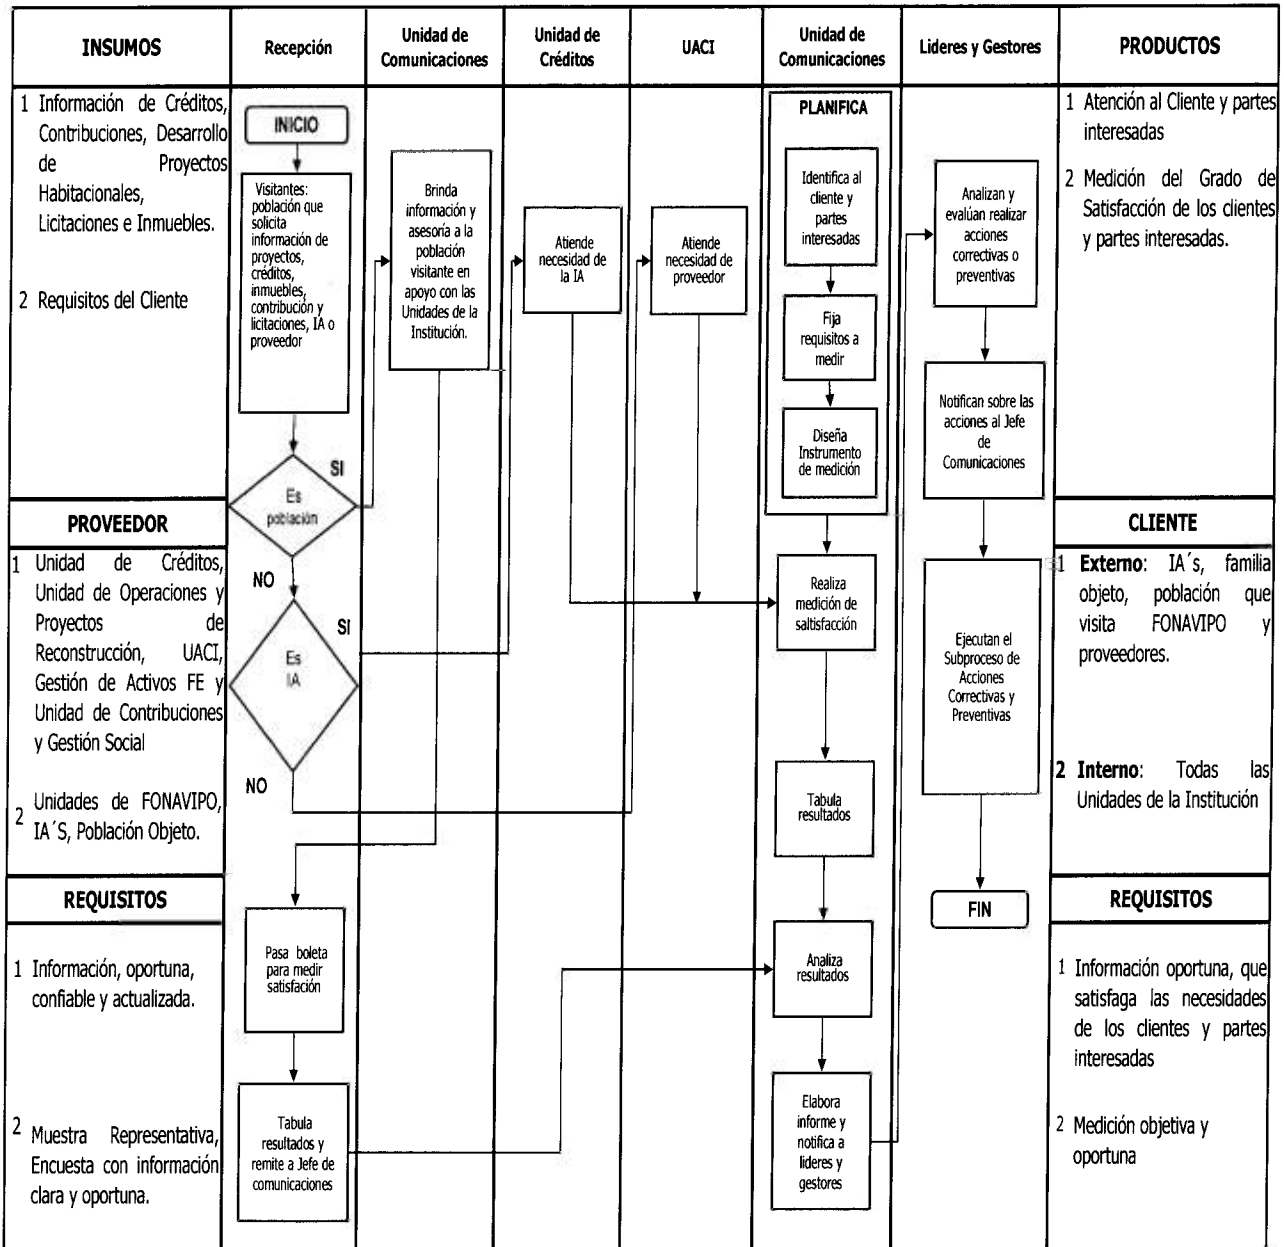 INSUMOS
1 Información de Créditos,
Contribuciones, Desarrollo
de Proyectos
Habitacionales,
Licitaciones e Inmuebles.
2 Requisitos del Cliente
PROVEEDOR
1 Unidad de Créditos,
Unidad de Operaciones y
Proyectos de
Reconstrucción, UACI,
Gestión de Activos FE y
Unidad de Contribuciones
y Gestión Social
2 Unidades de FONAVIPO,
IA´S, Población Objeto.
REQUISITOS
1 Información, oportuna,
confiable y actualizada.
2 Muestra Representativa,
Encuesta con información
clara y oportuna.
Recepción
INICIO
Visitantes:
población que
solicita
información de
proyectos,
créditos,
inmuebles,
contribución y
licitaciones, IA o
proveedor
Es
población
SI
NO
Es
IA
SI
NO
Pasa boleta
para medir
satisfación
Tabula
resultados y
remite a Jefe de
comunicaciones
Unidad de
Comunicaciones
Brinda
información y
asesoría a la
población
visitante en
apoyo con las
Unidades de la
Institución.
Unidad de
Créditos
Atiende
necesidad de
la IA
UACI
Atiende
necesidad de
proveedor
Unidad de
Comunicaciones
PLANIFICA
Identifica al
cliente y
partes
interesadas
Fija
requisitos a
medir
Diseña
Instrumento
de medición
Realiza
medición de
saltisfacción
Tabula
resultados
Analiza
resultados
Elabora
informe y
notifica a
lideres y
gestores
Lideres y Gestores
Analizan y
evalúan realizar
acciones
correctivas o
preventivas
Notifican sobre las
acciones al Jefe
de
Comunicaciones
Ejecutan el
Subproceso de
Acciones
Correctivas y
Preventivas
FIN
PRODUCTOS
1 Atención al Cliente y partes
interesadas
2 Medición del Grado de
Satisfacción de los clientes
y partes interesadas.
CLIENTE
1 Externo: IA´s, familia
objeto, población que
visita FONAVIPO y
proveedores.
2 Interno: Todas las
Unidades de la Institución
REQUISITOS
1 Información oportuna, que
satisfaga las necesidades
de los clientes y partes
interesadas
2 Medición objetiva y
oportuna